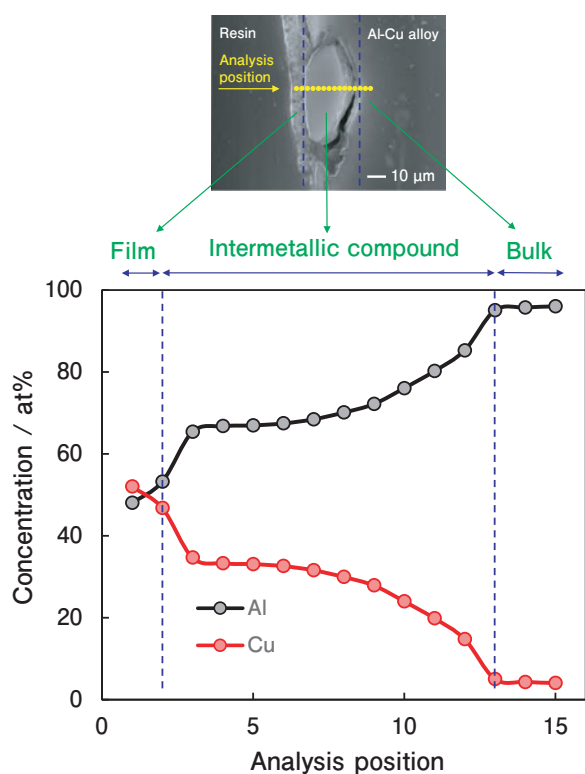 Resin
Al-Cu alloy
Analysis
position
10 μm
Film
Intermetallic compound
Bulk
100
80
60
40
20
0
Concentration / at%
Al
Cu
0
5
10
15
Analysis position